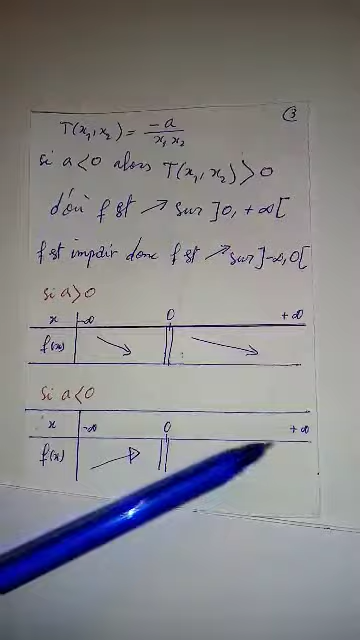 ③
T(x₁,x₂) = -a / x₁x₂
si a<0 alors T(x₁,x₂)>0
d'où f est ↗ sur ]0, +∞[
f est impair donc f est ↗ sur ]-∞,0[
si a>0
x -∞ 0 +∞
f(x) ↘ ↘
si a<0
x -∞ 0 +∞
f(x) ↗